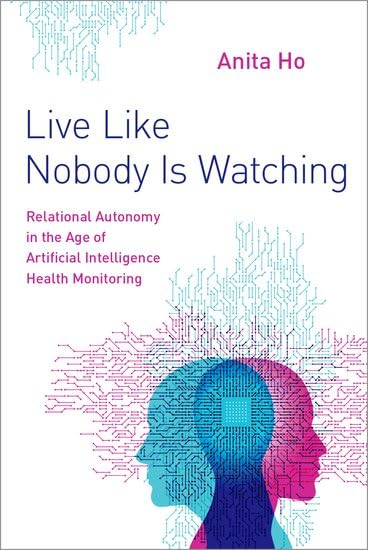 Anita Ho
Live Like
Nobody Is Watching
Relational Autonomy
in the Age of
Artificial Intelligence
Health Monitoring